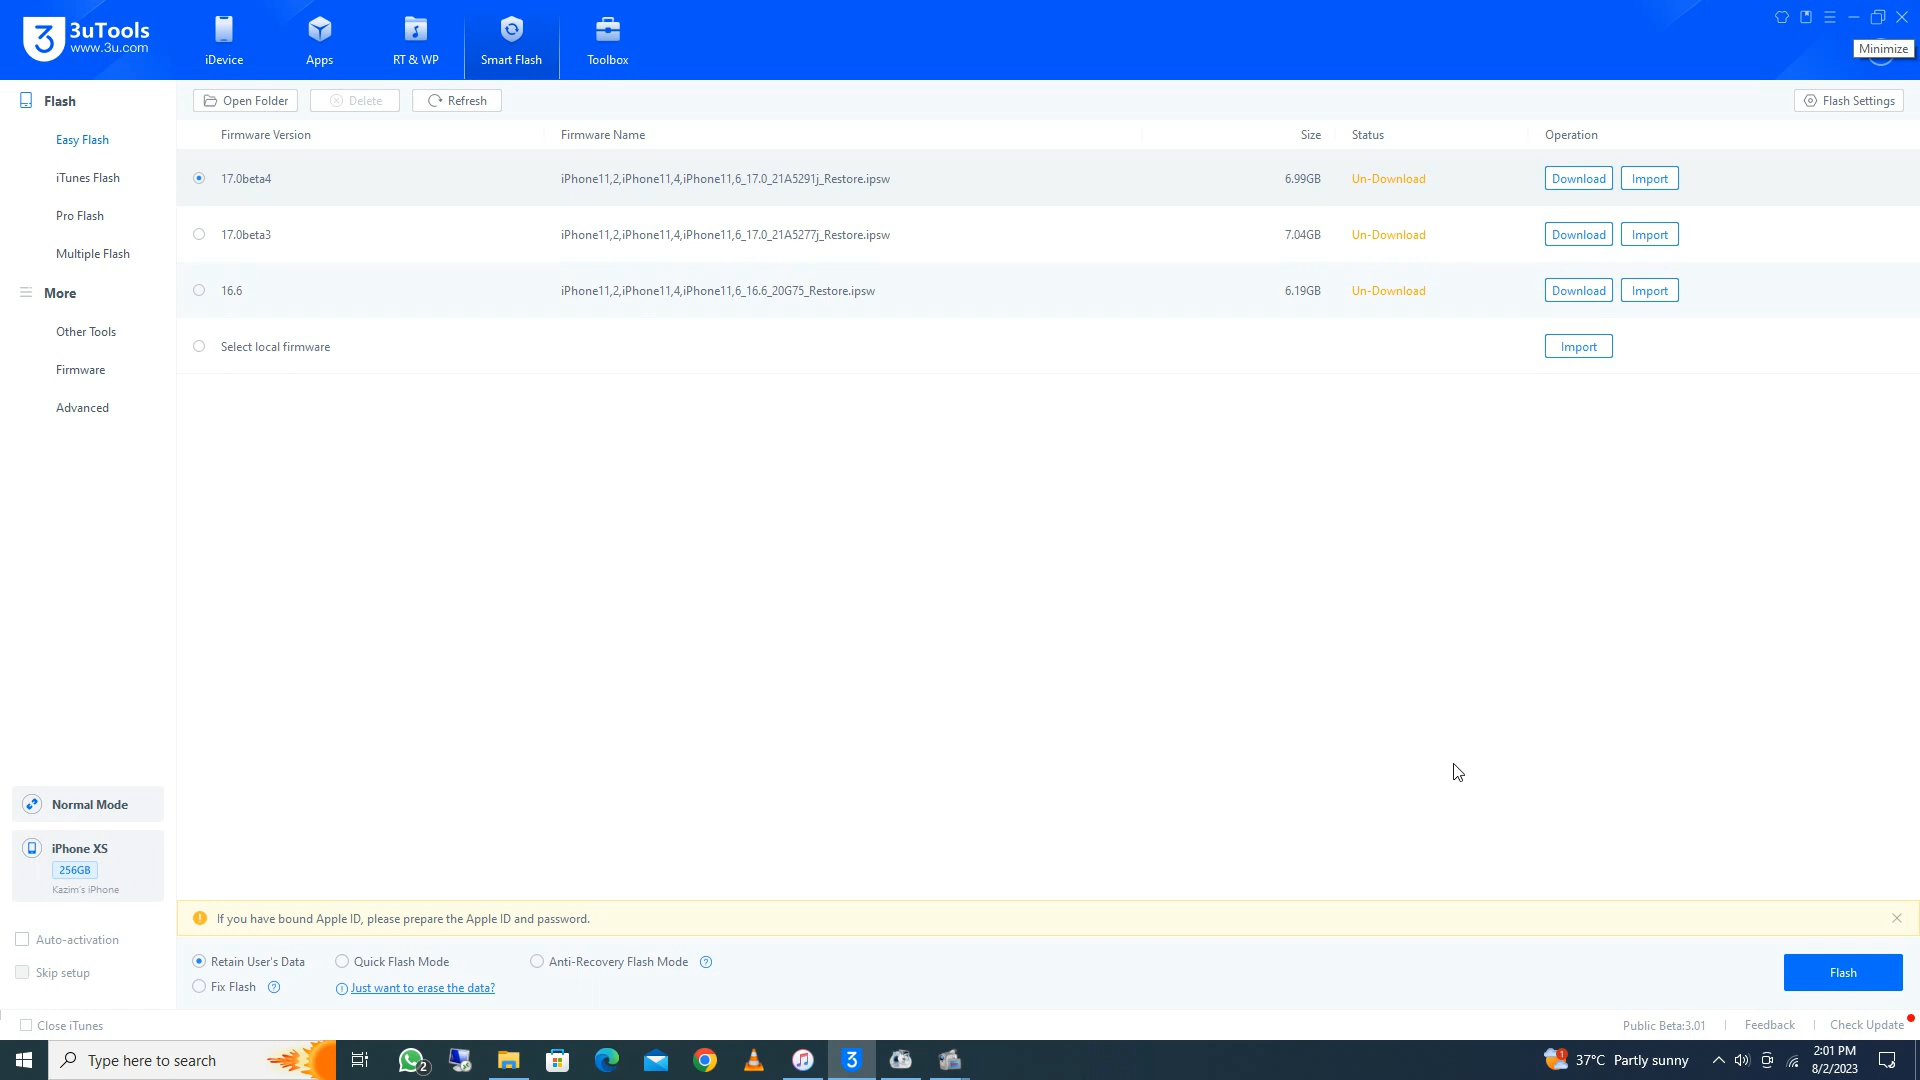 3 3uTools
www.3u.com
iDevice
Apps
RT & WP
Smart Flash
Toolbox
Minimize
Flash
Easy Flash
iTunes Flash
Pro Flash
Multiple Flash
More
Other Tools
Firmware
Advanced
Open Folder Delete Refresh Flash Settings
Firmware Version Firmware Name Size Status Operation
17.0beta4 iPhone11,2,iPhone11,4,iPhone11,6_17.0_21A5291j_Restore.ipsw 6.99GB Un-Download Download Import
17.0beta3 iPhone11,2,iPhone11,4,iPhone11,6_17.0_21A5277j_Restore.ipsw 7.04GB Un-Download Download Import
16.6 iPhone11,2,iPhone11,4,iPhone11,6_16.6_20G75_Restore.ipsw 6.19GB Un-Download Download Import
Select local firmware Import
Normal Mode
iPhone XS
256GB
Kazim's iPhone
Auto-activation
Skip setup
If you have bound Apple ID, please prepare the Apple ID and password.
Retain User's Data Quick Flash Mode Anti-Recovery Flash Mode ?
Fix Flash ? Just want to erase the data?
Flash
Close iTunes Public Beta:3.01 Feedback Check Update
Type here to search 2 3 1 37°C Partly sunny 2:01 PM
8/2/2023